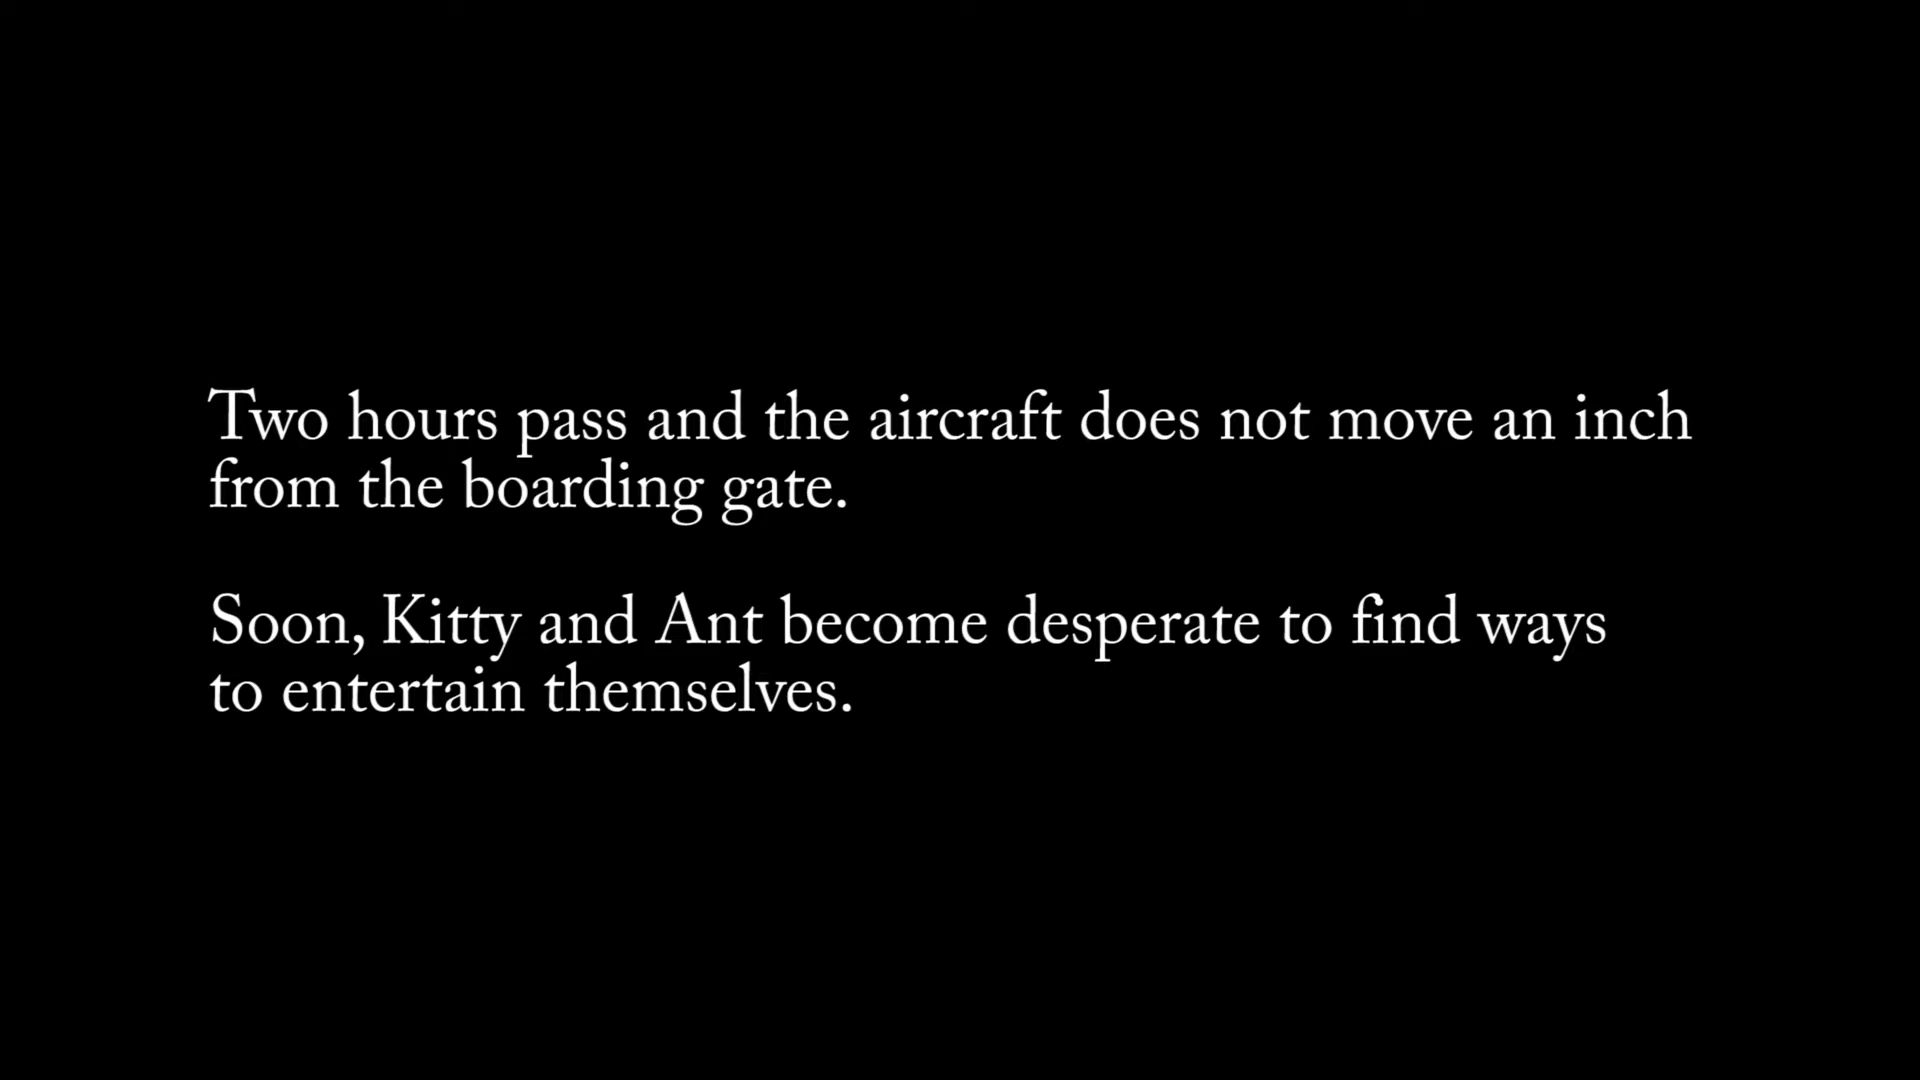 Two hours pass and the aircraft does not move an inch
from the boarding gate.
Soon, Kitty and Ant become desperate to find ways
to entertain themselves.